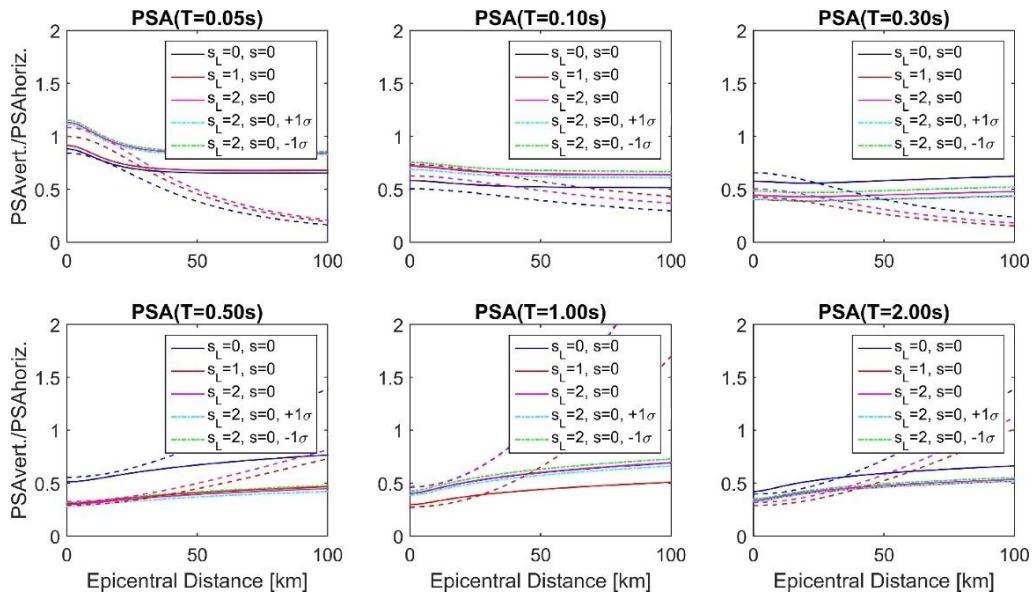 PSA(T=0.05s)
PSAvert./PSAhoriz.
2
1.5
1
0.5
0
0 50 100
s_L=0, s=0
s_L=1, s=0
s_L=2, s=0
s_L=2, s=0, +1σ
s_L=2, s=0, -1σ
PSA(T=0.10s)
2
1.5
1
0.5
0
0 50 100
s_L=0, s=0
s_L=1, s=0
s_L=2, s=0
s_L=2, s=0, +1σ
s_L=2, s=0, -1σ
PSA(T=0.30s)
2
1.5
1
0.5
0
0 50 100
s_L=0, s=0
s_L=1, s=0
s_L=2, s=0
s_L=2, s=0, +1σ
s_L=2, s=0, -1σ
PSA(T=0.50s)
PSAvert./PSAhoriz.
2
1.5
1
0.5
0
0 50 100
Epicentral Distance [km]
s_L=0, s=0
s_L=1, s=0
s_L=2, s=0
s_L=2, s=0, +1σ
s_L=2, s=0, -1σ
PSA(T=1.00s)
2
1.5
1
0.5
0
0 50 100
Epicentral Distance [km]
s_L=0, s=0
s_L=1, s=0
s_L=2, s=0
s_L=2, s=0, +1σ
s_L=2, s=0, -1σ
PSA(T=2.00s)
2
1.5
1
0.5
0
0 50 100
Epicentral Distance [km]
s_L=0, s=0
s_L=1, s=0
s_L=2, s=0
s_L=2, s=0, +1σ
s_L=2, s=0, -1σ